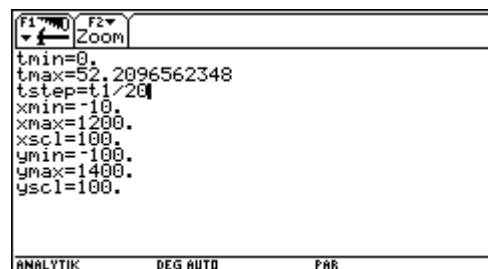 F1 F2
Zoom
tmin=0.
tmax=52.2096562348
tstep=t1/20
xmin=-10.
xmax=1200.
xscl=100.
ymin=-100.
ymax=1400.
yscl=100.
ANALYTIK DEG AUTO PAR